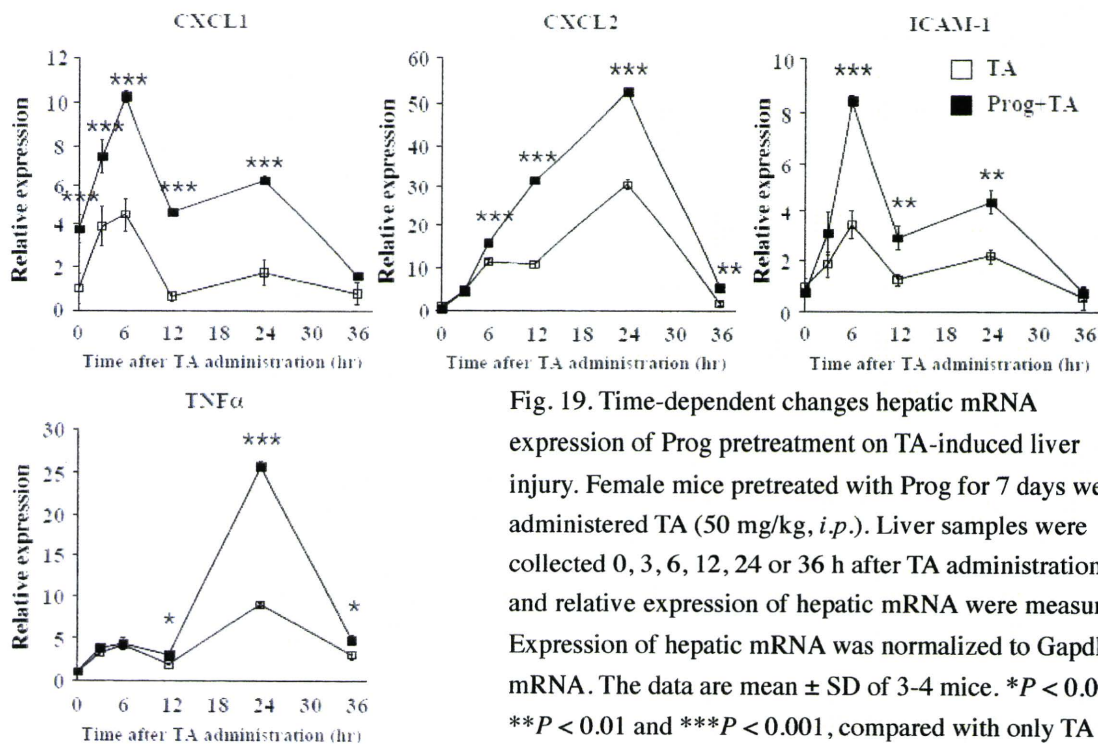 CXCL1
CXCL2
ICAM-1
12
10
8
6
4
2
0
Relative expression
***
***
***
***
***
0 6 12 18 24 30 36
Time after TA administration (hr)
60
50
40
30
20
10
0
Relative expression
***
***
***
**
0 6 12 18 24 30 36
Time after TA administration (hr)
10
8
6
4
2
0
Relative expression
***
**
**
TA
Prog+TA
0 6 12 18 24 30 36
Time after TA administration (hr)
TNFα
30
25
20
15
10
5
0
Relative expression
*
***
*
0 6 12 18 24 30 36
Time after TA administration (hr)
Fig. 19. Time-dependent changes hepatic mRNA
expression of Prog pretreatment on TA-induced liver
injury. Female mice pretreated with Prog for 7 days we
administered TA (50 mg/kg, i.p.). Liver samples were
collected 0, 3, 6, 12, 24 or 36 h after TA administration
and relative expression of hepatic mRNA were measur
Expression of hepatic mRNA was normalized to Gapd
mRNA. The data are mean ± SD of 3-4 mice. *P < 0.0
**P < 0.01 and ***P < 0.001, compared with only TA